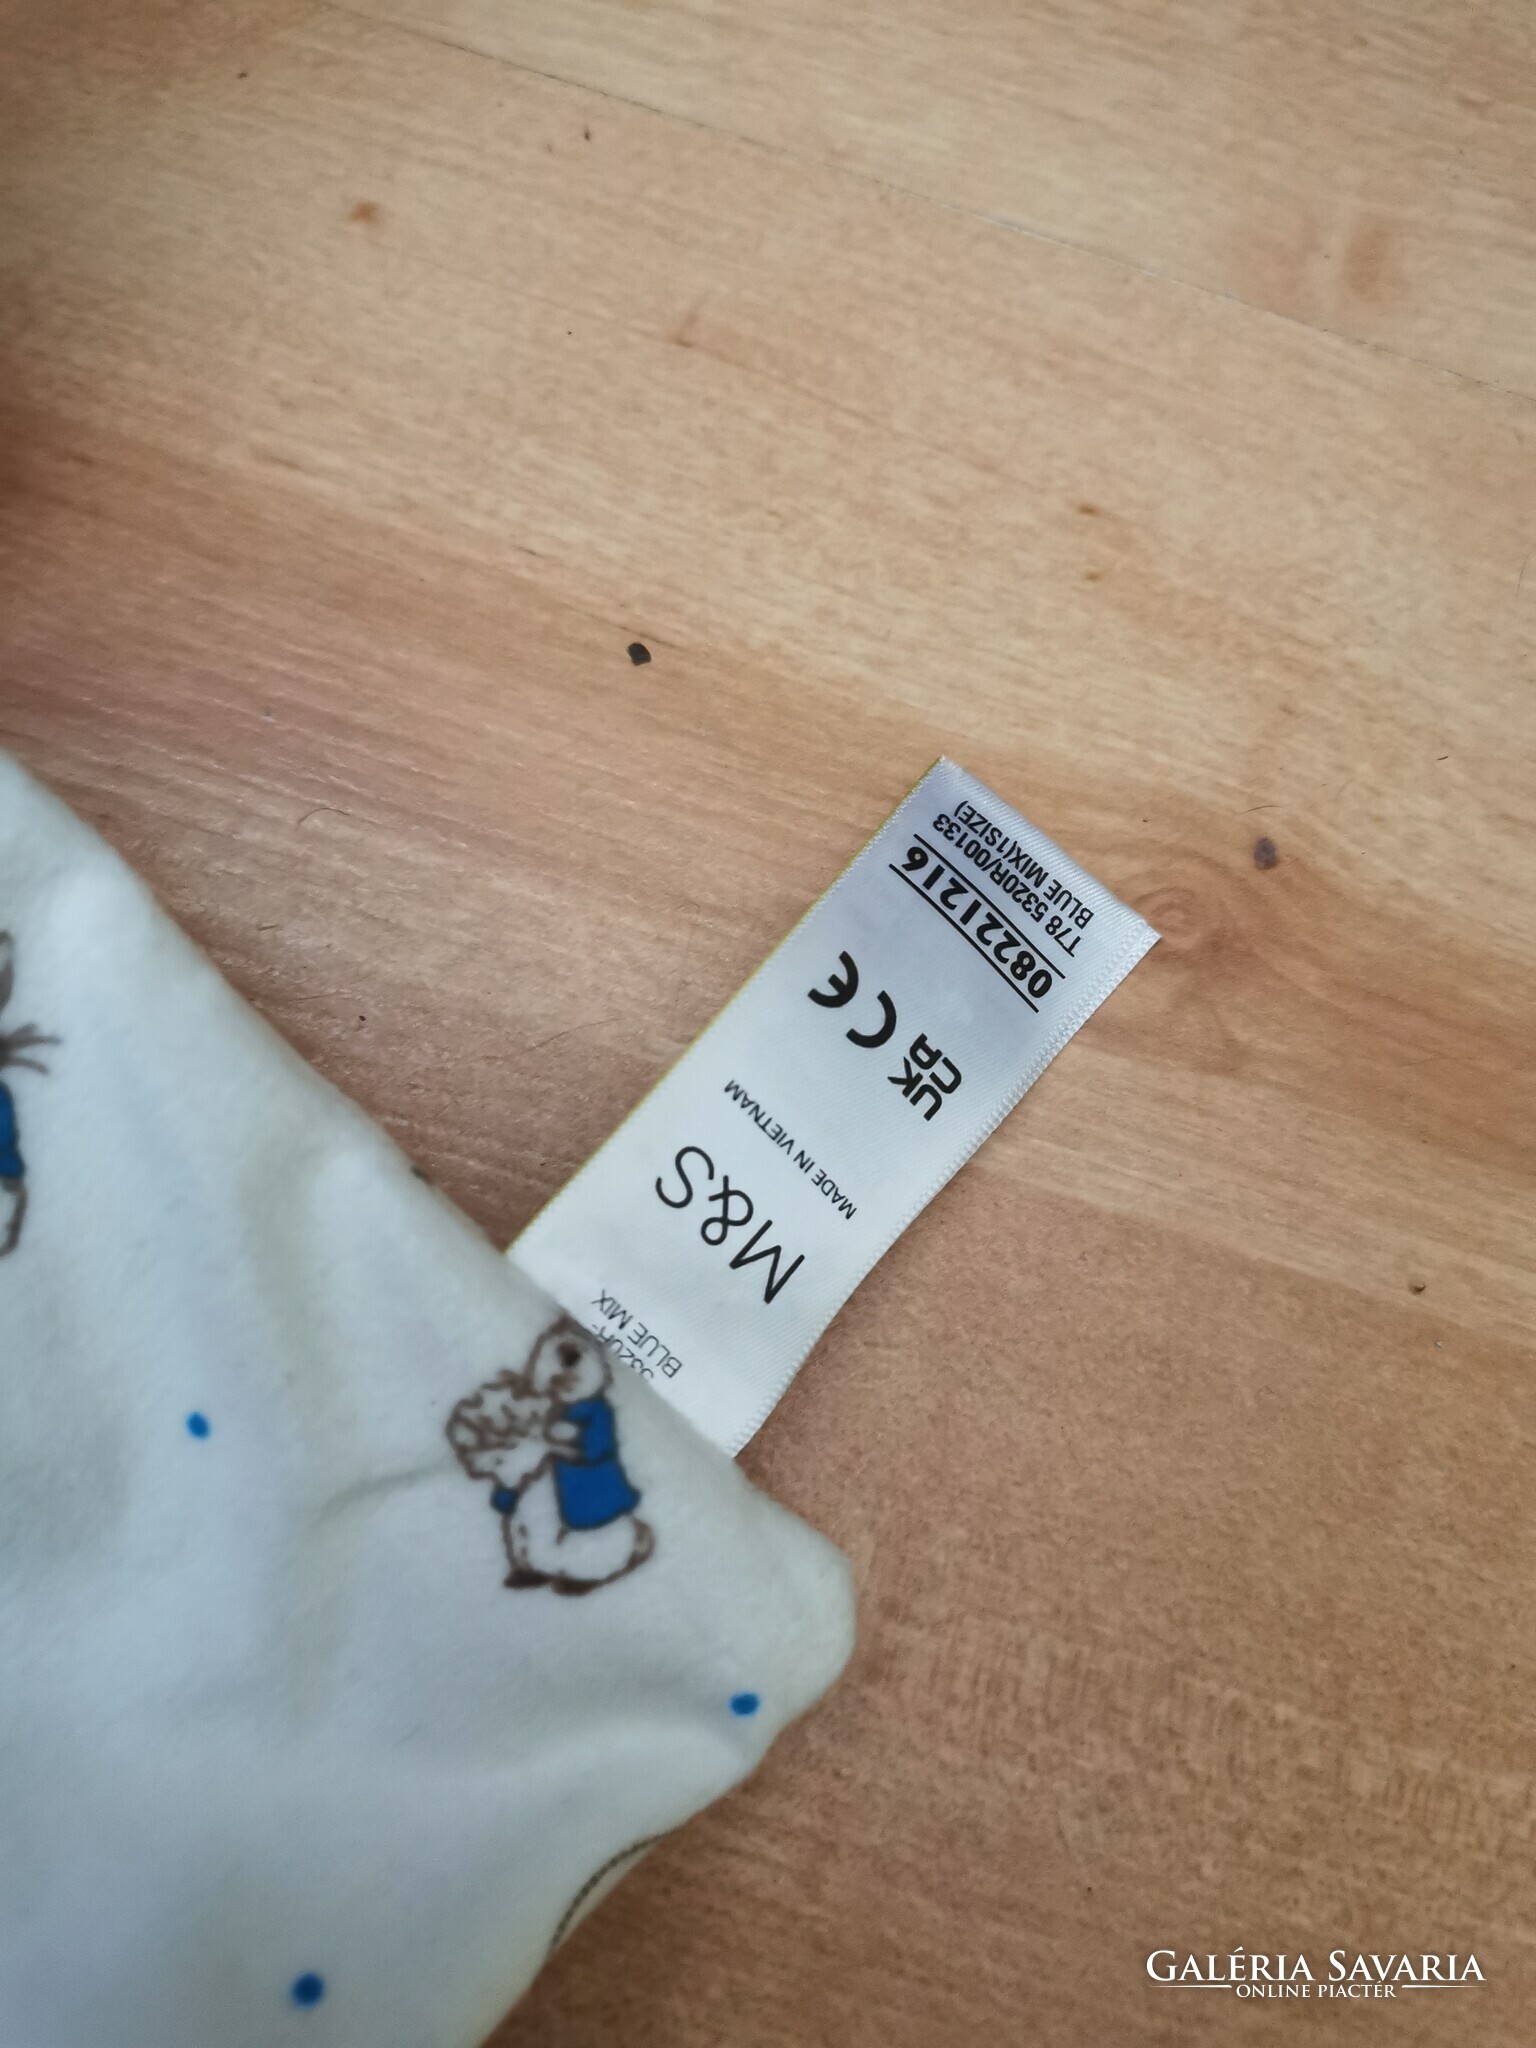 BLUE MIX
M&S
MADE IN VIETNAM
UK
CA
CE
08221216
T78 5320R/00133
BLUE MIX(1SIZE)
GALÉRIA SAVARIA
ONLINE PIACTÉR